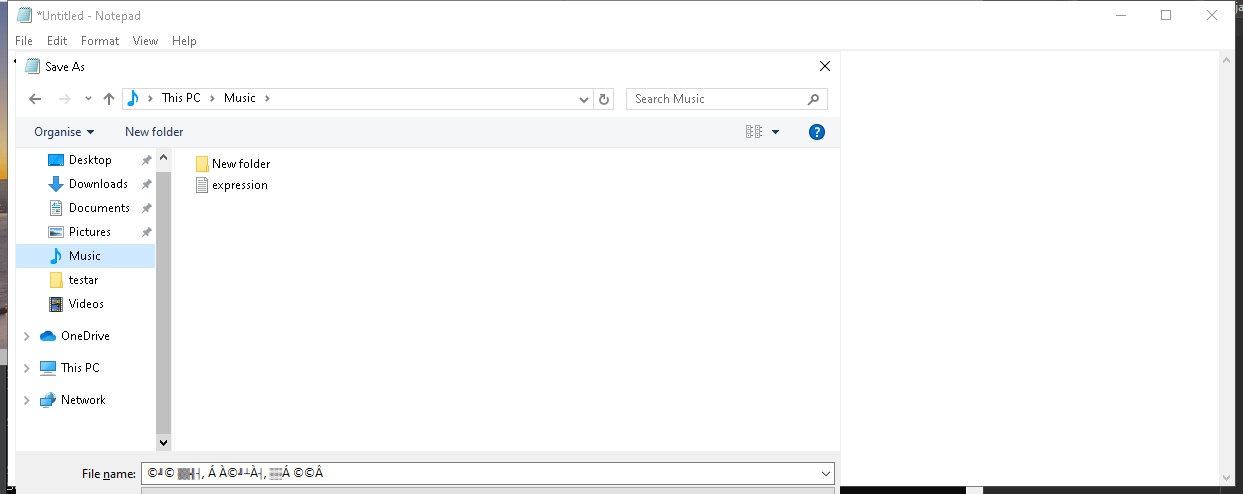 *Untitled - Notepad
File Edit Format View Help
Save As
This PC Music
Search Music
Organise New folder
Desktop
Downloads
Documents
Pictures
Music
testar
Videos
OneDrive
This PC
Network
New folder
expression
File name: